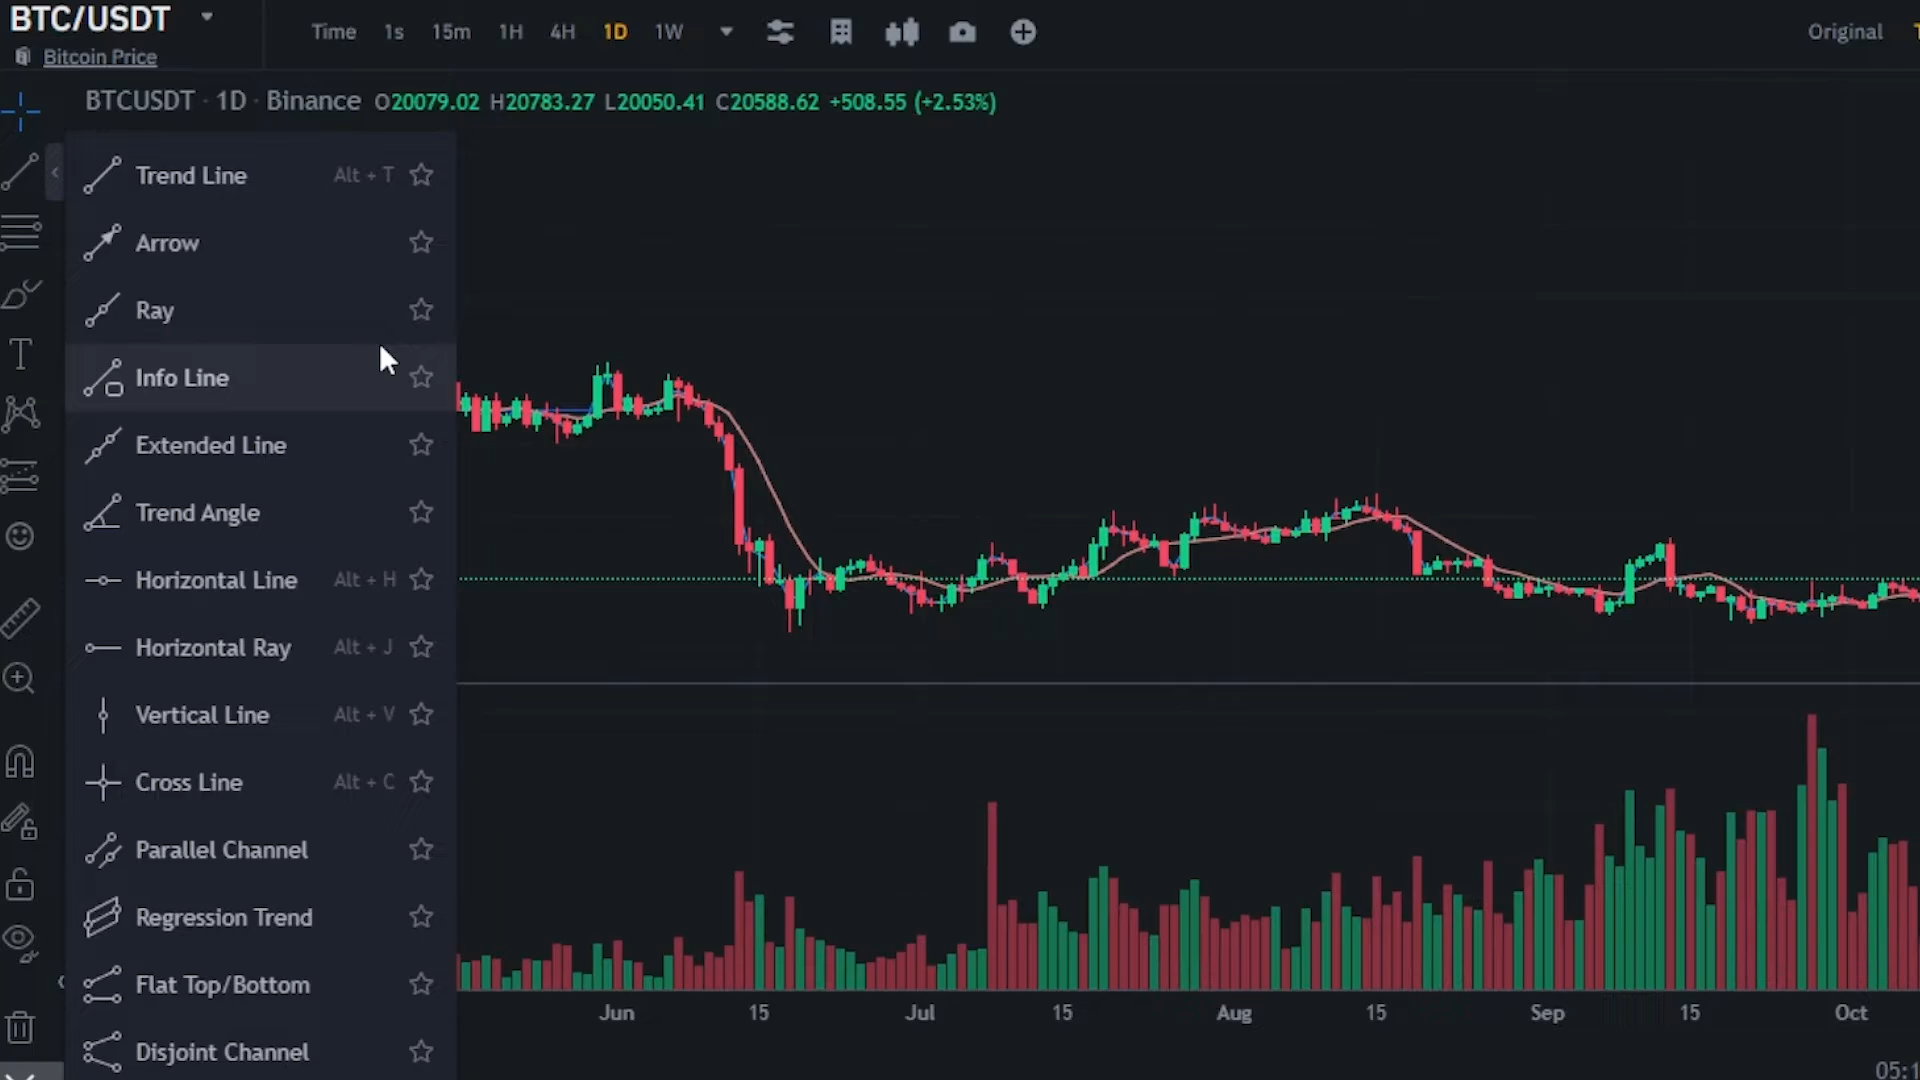 BTC/USDT
Bitcoin Price
Time 1s 15m 1H 4H 1D 1W
Original
BTCUSDT · 1D · Binance O20079.02 H20783.27 L20050.41 C20588.62 +508.55 (+2.53%)
Trend Line Alt + T
Arrow
Ray
Info Line
Extended Line
Trend Angle
Horizontal Line Alt + H
Horizontal Ray Alt + J
Vertical Line Alt + V
Cross Line Alt + C
Parallel Channel
Regression Trend
Flat Top/Bottom
Disjoint Channel
Jun 15 Jul 15 Aug 15 Sep 15 Oct